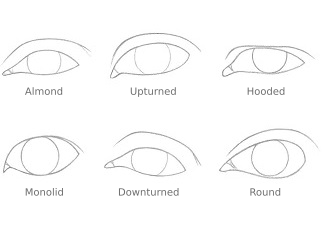 Almond
Upturned
Hooded
Monolid
Downturned
Round